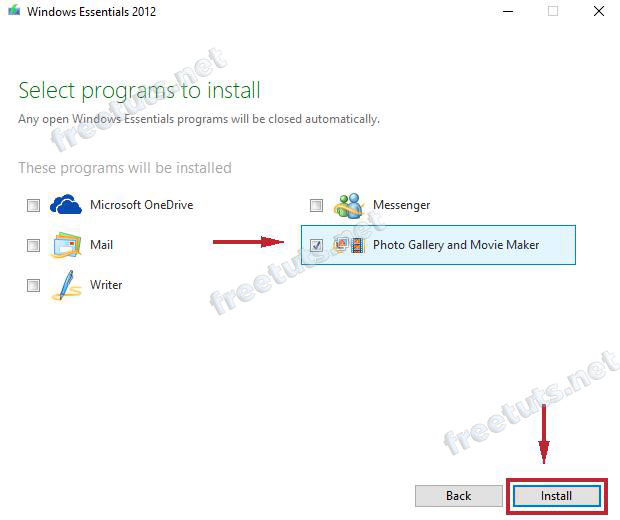 Windows Essentials 2012
Select programs to install
Any open Windows Essentials programs will be closed automatically.
These programs will be installed
Microsoft OneDrive
Messenger
Mail
Photo Gallery and Movie Maker
Writer
Back
Install
freetuts.net
freetuts.net
freetuts.net